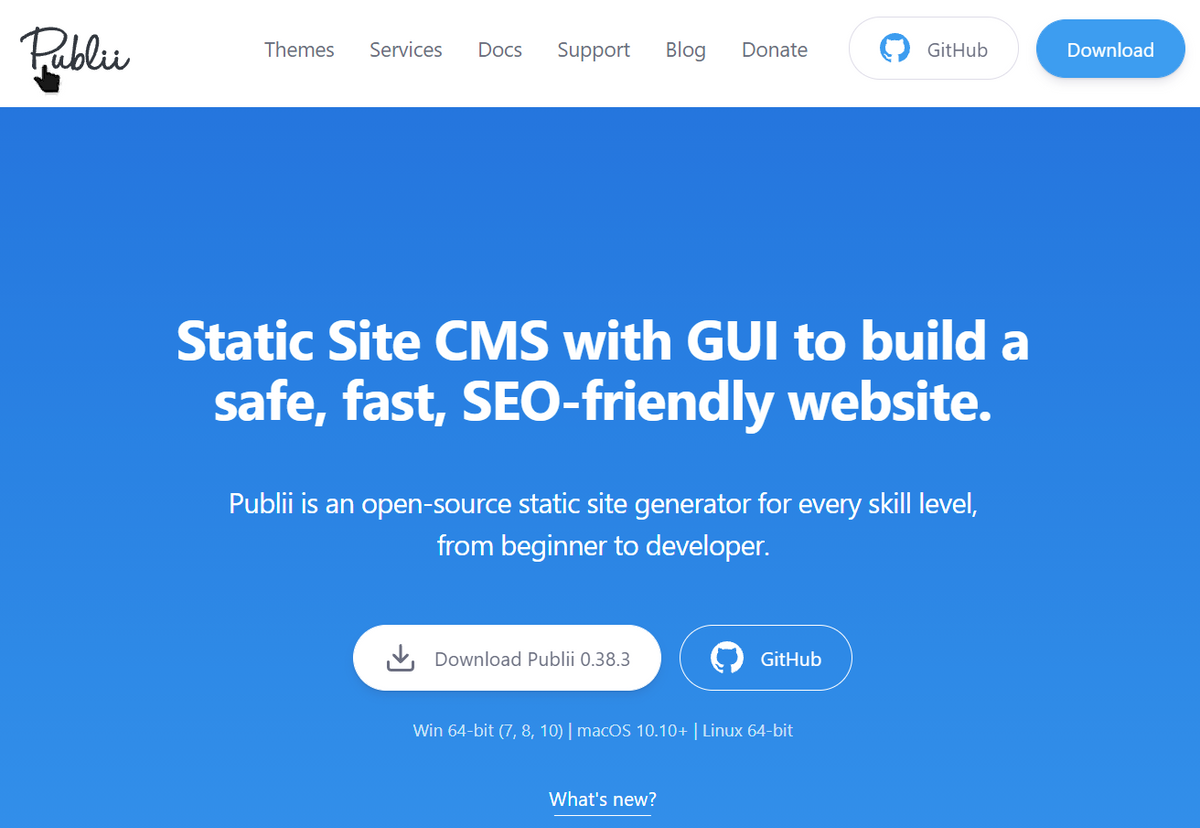 Publii
Themes Services Docs Support Blog Donate GitHub Download
Static Site CMS with GUI to build a
safe, fast, SEO-friendly website.
Publii is an open-source static site generator for every skill level,
from beginner to developer.
Download Publii 0.38.3 GitHub
Win 64-bit (7, 8, 10) | macOS 10.10+ | Linux 64-bit
What's new?